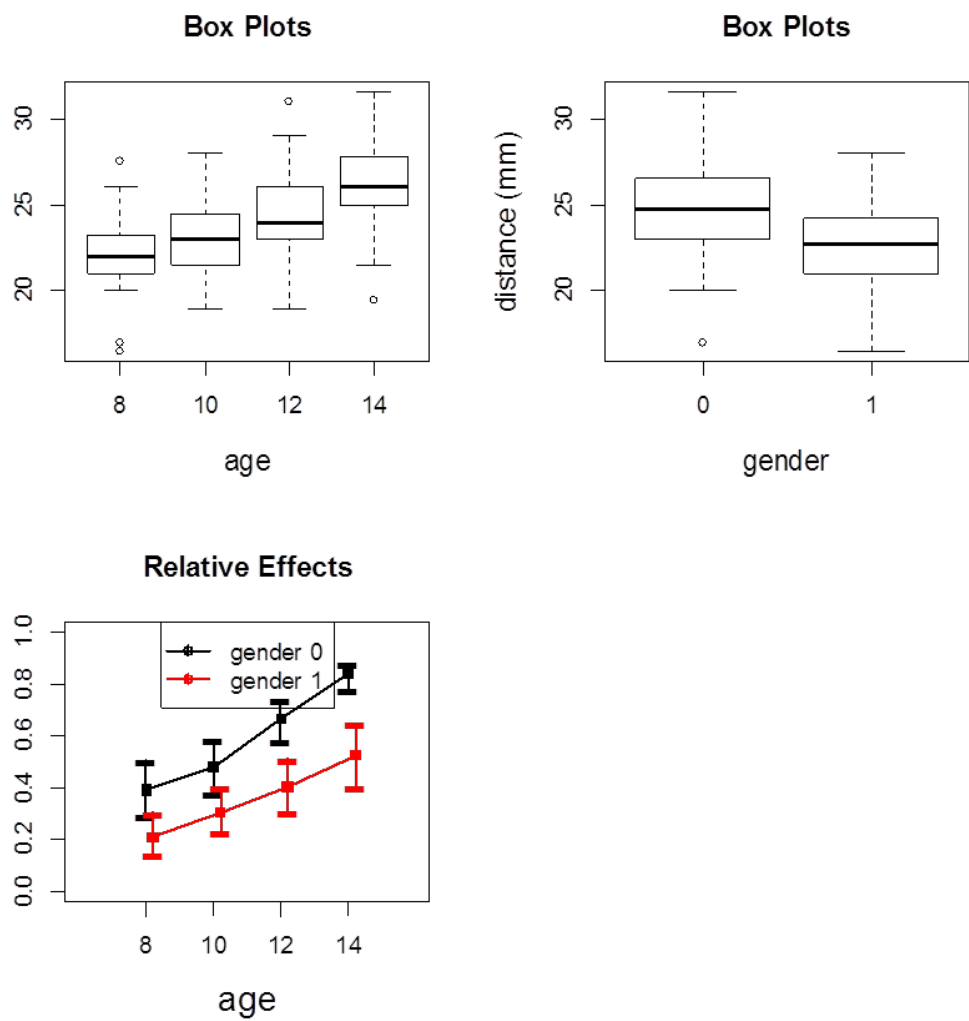 Box Plots
30
25
20
8 10 12 14
age
Box Plots
distance (mm)
30
25
20
0 1
gender
Relative Effects
1.0
0.8
0.6
0.4
0.2
0.0
gender 0
gender 1
8 10 12 14
age